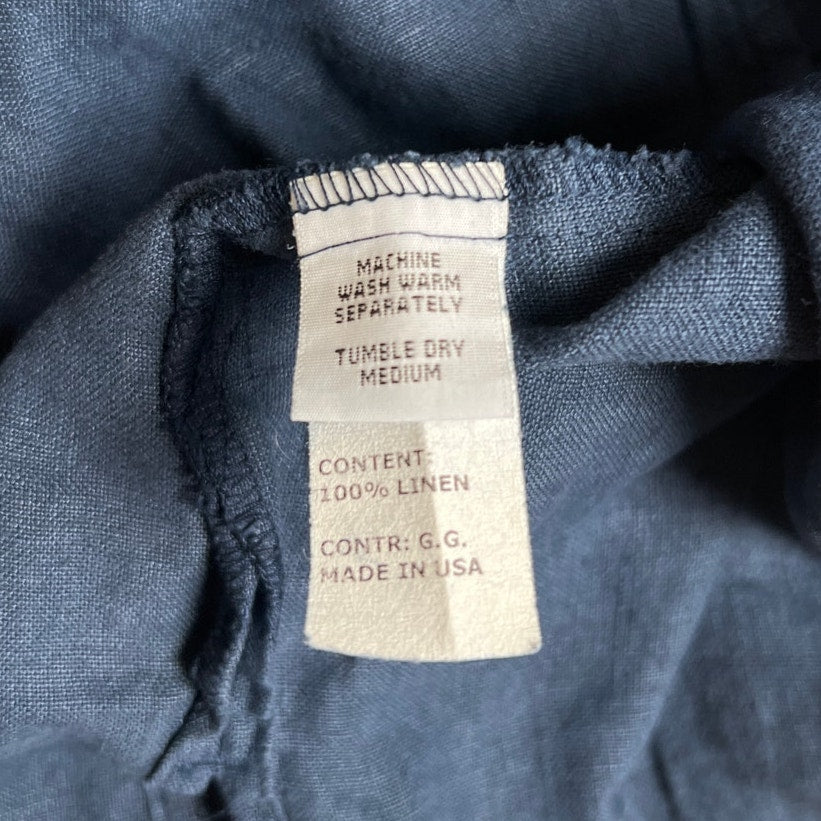 MACHINE
WASH WARM
SEPARATELY
TUMBLE DRY
MEDIUM
CONTENT:
100% LINEN
CONTR: G.G.
MADE IN USA